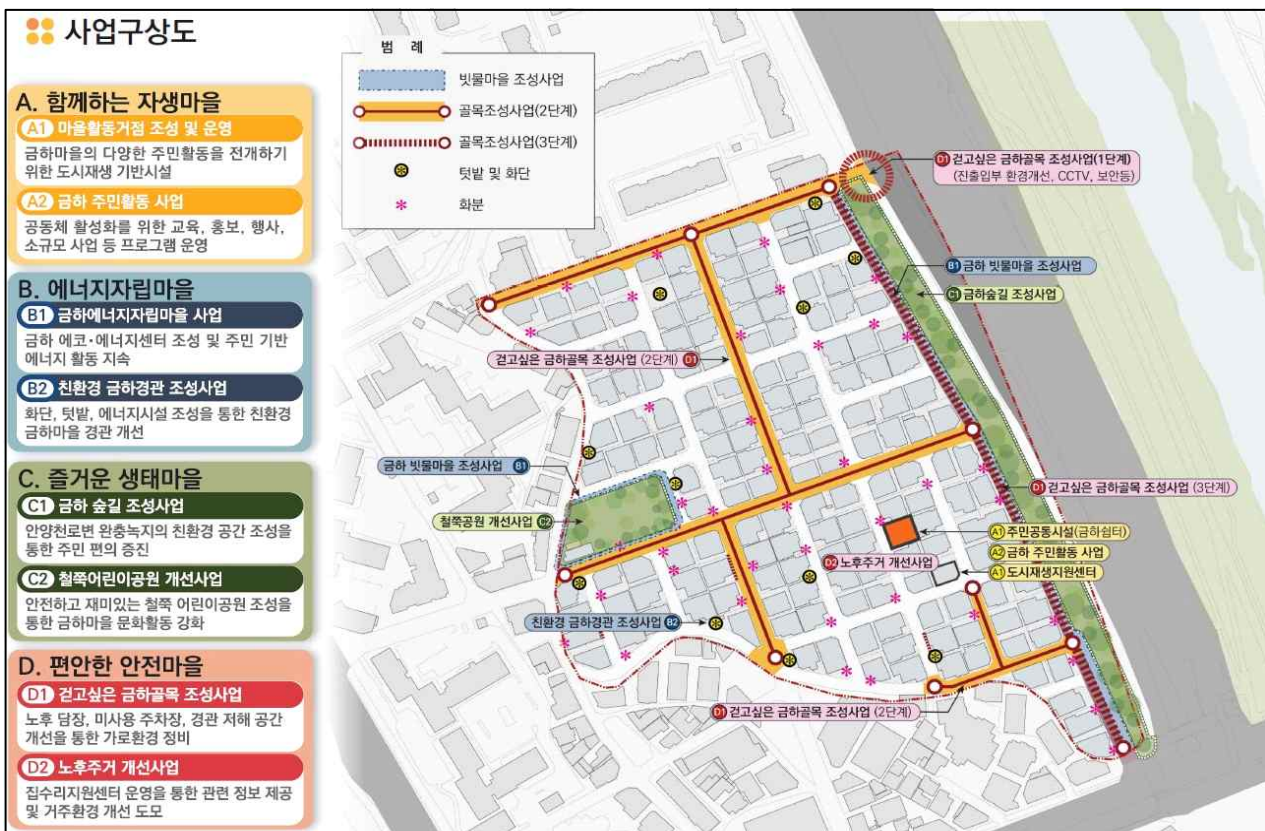 사업구상도
A. 함께하는 자생마을
A1 마을활동거점 조성 및 운영
금하마을의 다양한 주민활동을 전개하기
위한 도시재생 기반시설
A2 금하 주민활동 사업
공동체 활성화를 위한 교육, 홍보, 행사,
소규모 사업 등 프로그램 운영
B. 에너지자립마을
B1 금하에너지자립마을 사업
금하 에코·에너지센터 조성 및 주민 기반
에너지 활동 지속
B2 친환경 금하경관 조성사업
화단, 텃밭, 에너지시설 조성을 통한 친환경
금하마을 경관 개선
C. 즐거운 생태마을
C1 금하 숲길 조성사업
안양천로변 완충녹지의 친환경 공간 조성을
통한 주민 편의 증진
C2 철쭉어린이공원 개선사업
안전하고 재미있는 철쭉 어린이공원 조성을
통한 금하마을 문화활동 강화
D. 편안한 안전마을
D1 걷고싶은 금하골목 조성사업
노후 담장, 미사용 주차장, 경관 저해 공간
개선을 통한 가로환경 정비
D2 노후주거 개선사업
집수리지원센터 운영을 통한 관련 정보 제공
및 거주환경 개선 도모
범 례
빗물마을 조성사업
골목조성사업(2단계)
골목조성사업(3단계)
텃밭 및 화단
화분
D1 걷고싶은 금하골목 조성사업(1단계)
(진출입부 환경개선, CCTV, 보안등)
B1 금하 빗물마을 조성사업
C1 금하숲길 조성사업
걷고싶은 금하골목 조성사업 (2단계) D1
금하 빗물마을 조성사업 B1
철쭉공원 개선사업 C2
D1 걷고싶은 금하골목 조성사업 (3단계)
A1 주민공동시설(금하쉼터)
A2 금하 주민활동 사업
A1 도시재생지원센터
D2 노후주거 개선사업
친환경 금하경관 조성사업 B2
D1 걷고싶은 금하골목 조성사업 (2단계)